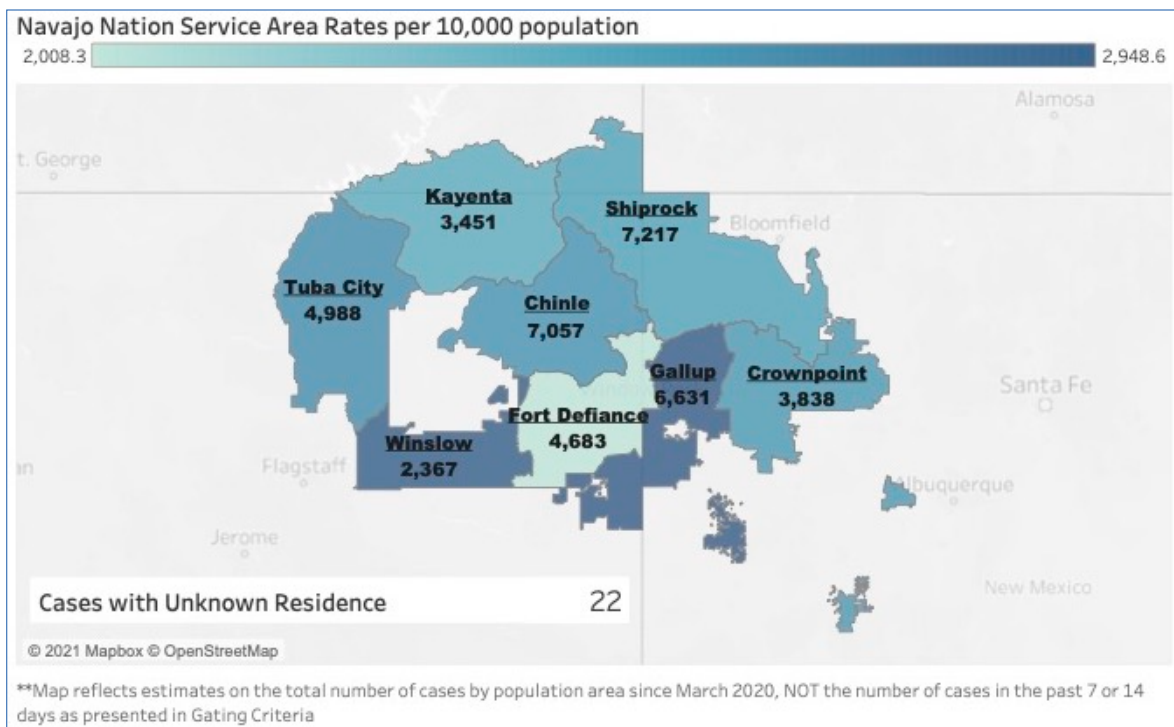 Navajo Nation Service Area Rates per 10,000 population
2,008.3
2,948.6
Alamosa
t. George
Kayenta
3,451
Shiprock
7,217
Bloomfield
Tuba City
4,988
Chinle
7,057
Gallup
6,631
Crownpoint
3,838
Santa Fe
Fort Defiance
4,683
Winslow
2,367
Flagstaff
an
Albuquerque
Jerome
New Mexico
Cases with Unknown Residence 22
© 2021 Mapbox © OpenStreetMap
**Map reflects estimates on the total number of cases by population area since March 2020, NOT the number of cases in the past 7 or 14
days as presented in Gating Criteria